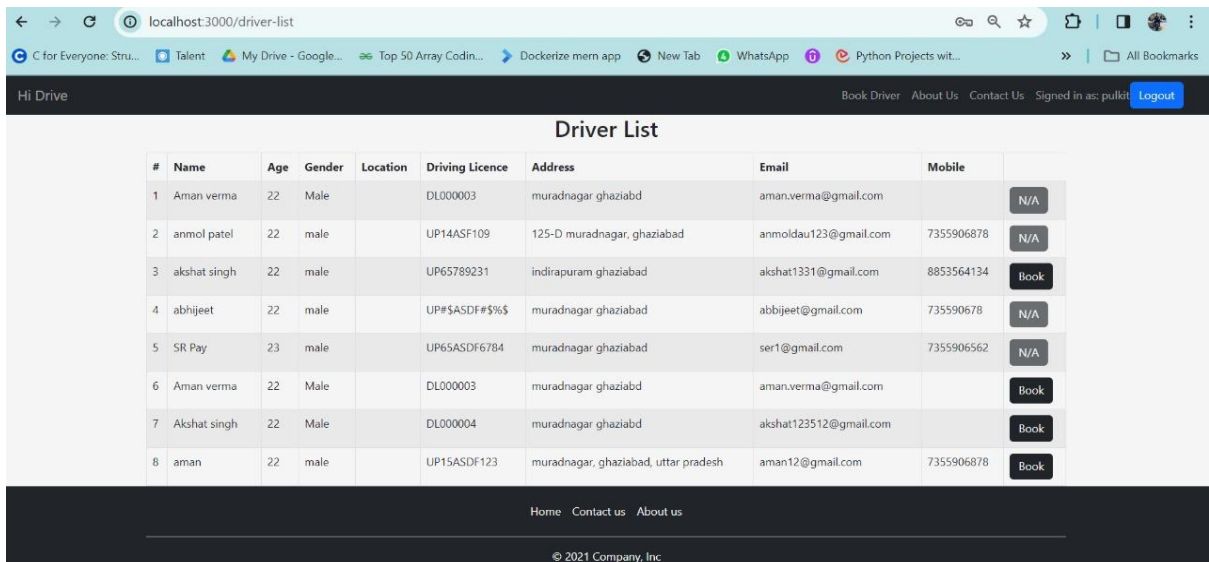 localhost:3000/driver-list
C for Everyone: Stru... Talent My Drive - Google... Top 50 Array Codin... Dockerize mern app New Tab WhatsApp Python Projects wit... » All Bookmarks
Hi Drive Book Driver About Us Contact Us Signed in as: pulkit Logout
Driver List
# Name Age Gender Location Driving Licence Address Email Mobile
1 Aman verma 22 Male DL000003 muradnagar ghaziabd aman.verma@gmail.com N/A
2 anmol patel 22 male UP14ASF109 125-D muradnagar, ghaziabad anmoldau123@gmail.com 7355906878 N/A
3 akshat singh 22 male UP65789231 indirapuram ghaziabad akshat1331@gmail.com 8853564134 Book
4 abhijeet 22 male UP#$ASDF#$%$ muradnagar ghaziabad abbijeet@gmail.com 735590678 N/A
5 SR Pay 23 male UP65ASDF6784 muradnagar ghaziabad ser1@gmail.com 7355906562 N/A
6 Aman verma 22 Male DL000003 muradnagar ghaziabd aman.verma@gmail.com Book
7 Akshat singh 22 Male DL000004 muradnagar ghaziabd akshat123512@gmail.com Book
8 aman 22 male UP15ASDF123 muradnagar, ghaziabad, uttar pradesh aman12@gmail.com 7355906878 Book
Home Contact us About us
© 2021 Company, Inc